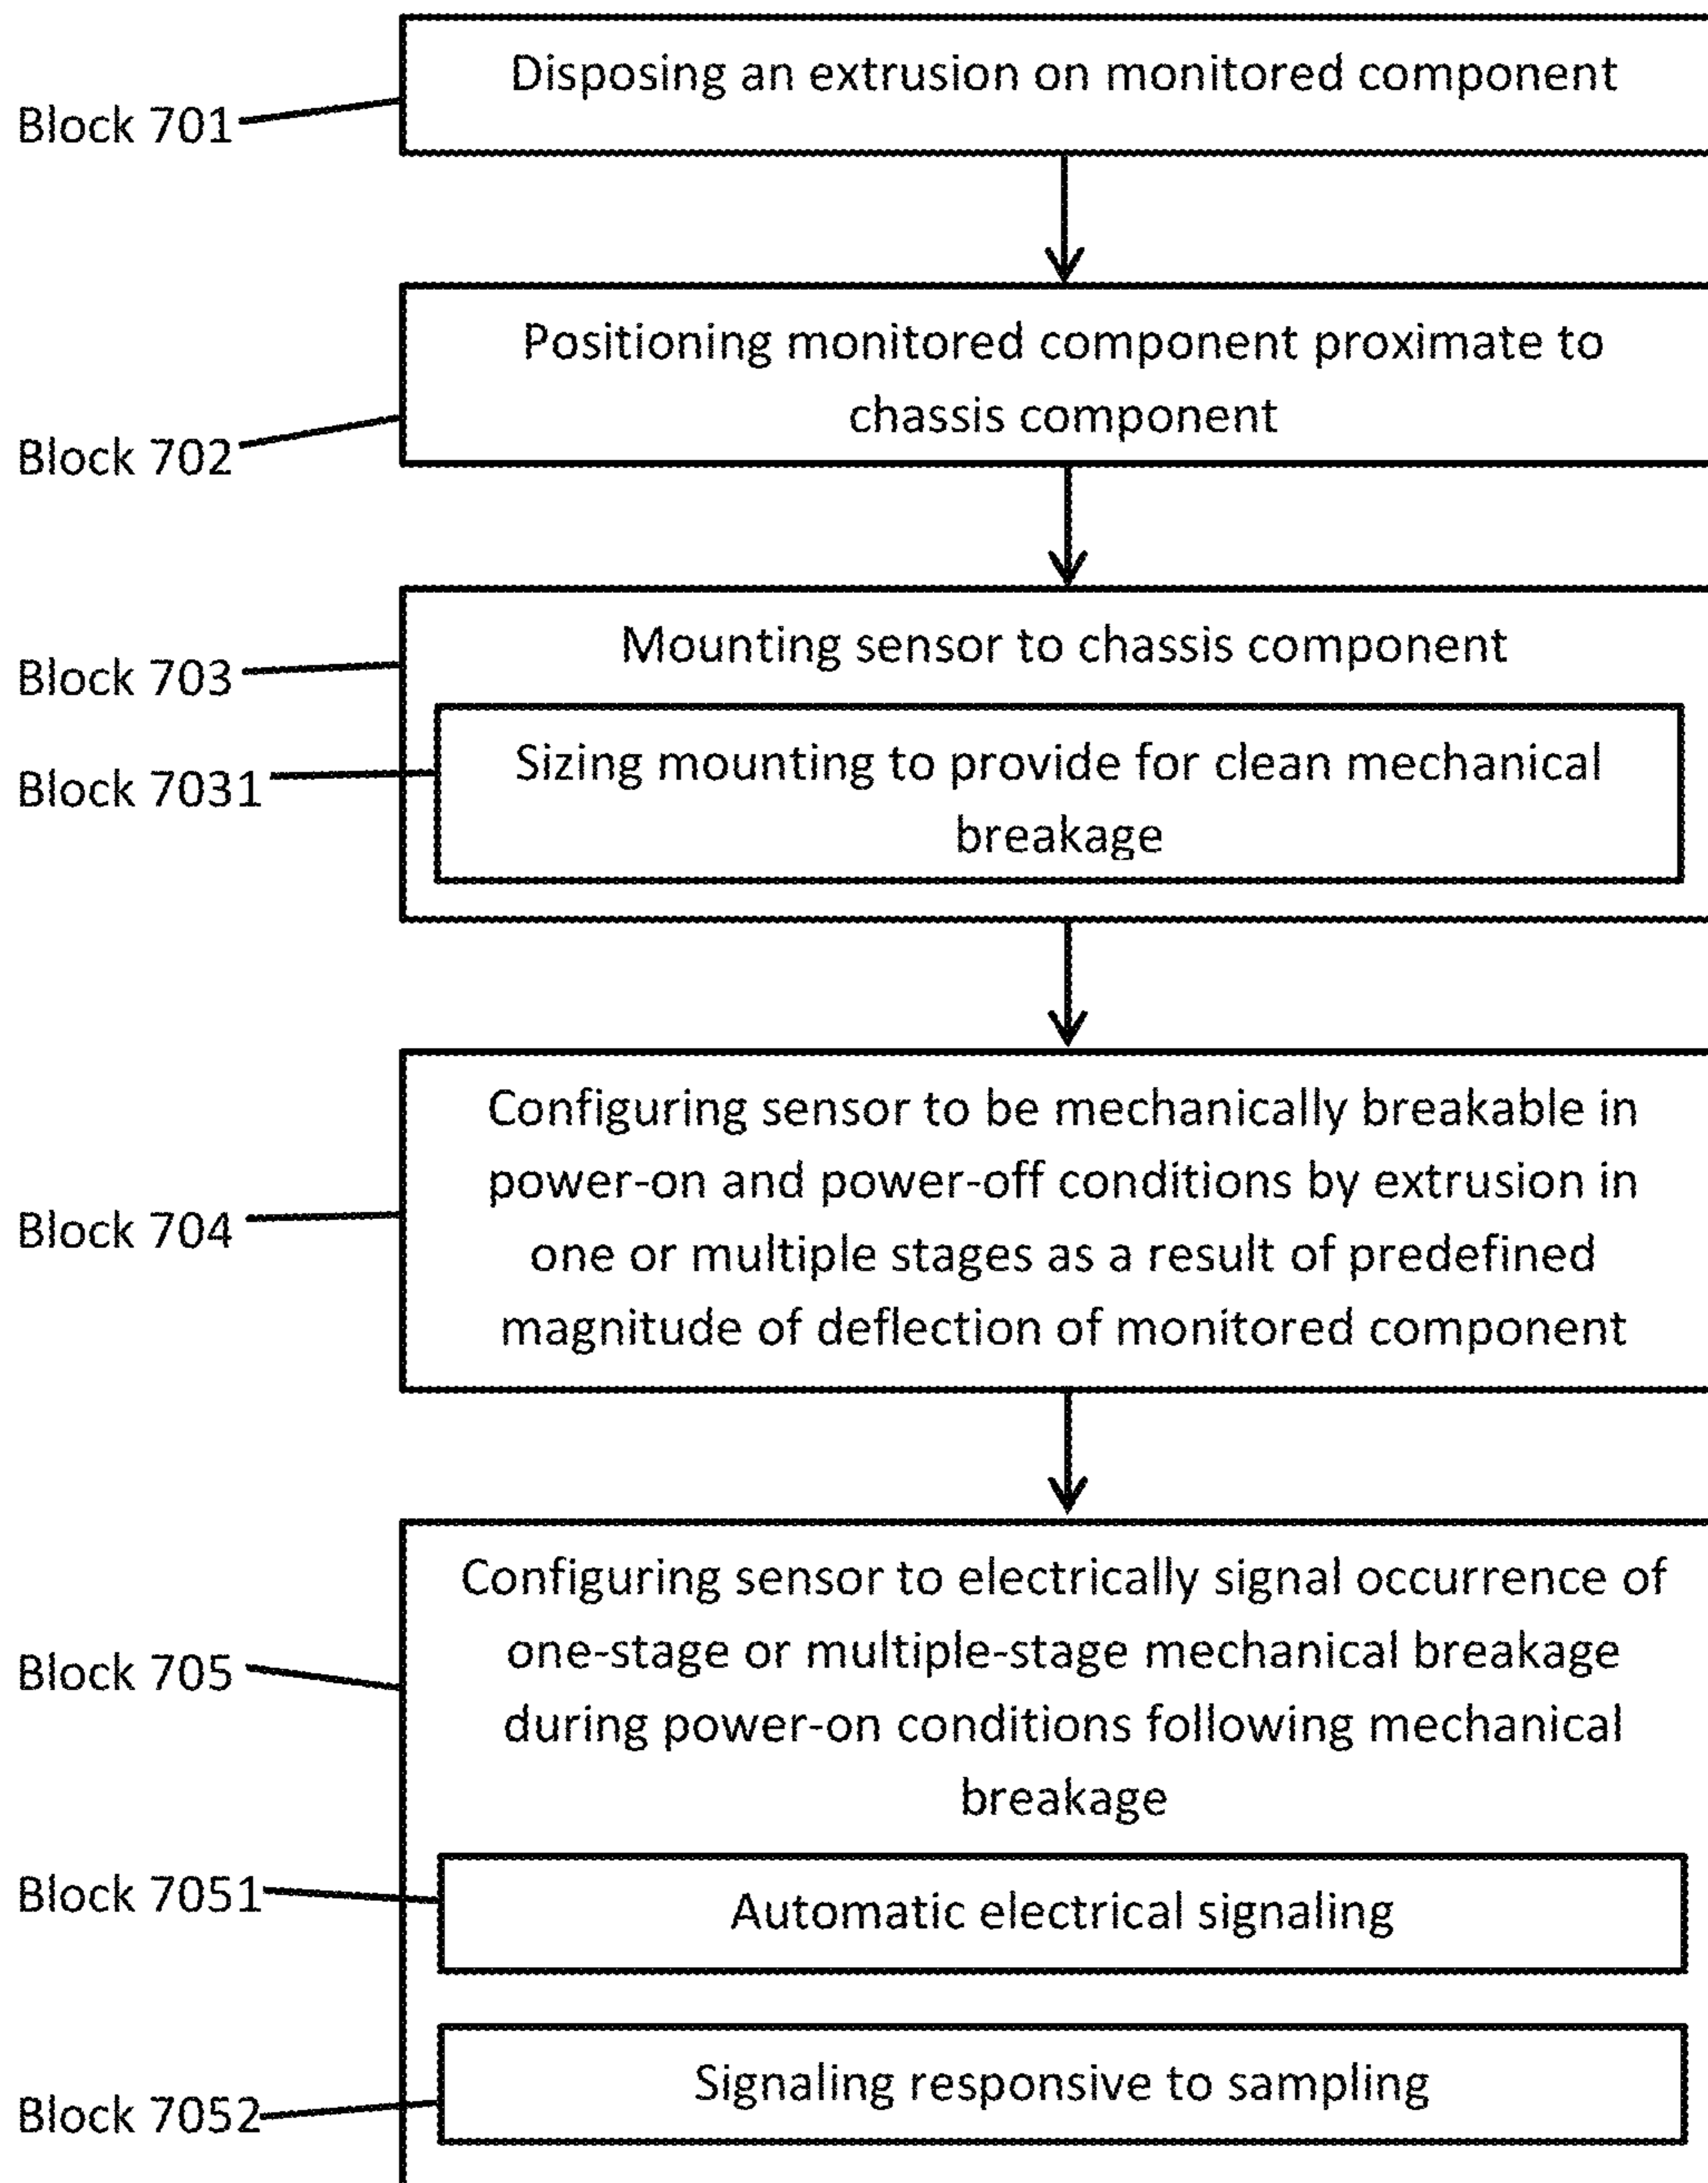 Disposing an extrusion on monitored component
Block 701
Positioning monitored component proximate to
chassis component
Block 702
Mounting sensor to chassis component
Block 703
Sizing mounting to provide for clean mechanical
breakage
Block 7031
Configuring sensor to be mechanically breakable in
power-on and power-off conditions by extrusion in
one or multiple stages as a result of predefined
magnitude of deflection of monitored component
Block 704
Configuring sensor to electrically signal occurrence of
one-stage or multiple-stage mechanical breakage
during power-on conditions following mechanical
breakage
Block 705
Automatic electrical signaling
Block 7051
Signaling responsive to sampling
Block 7052